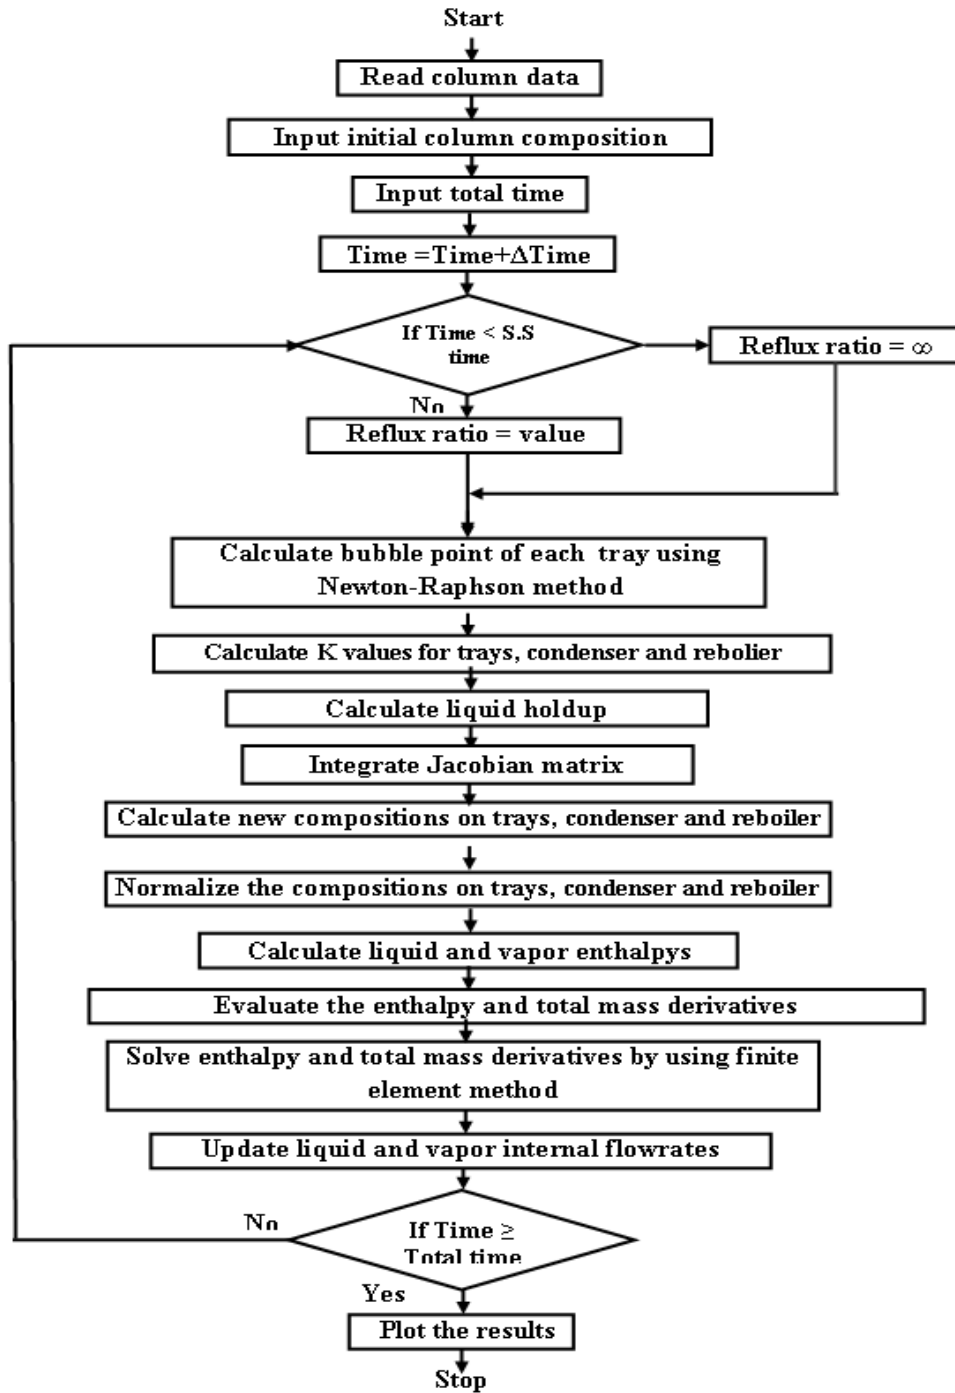 Start
Read column data
Input initial column composition
Input total time
Time =Time+ΔTime
If Time < S.S
time
Reflux ratio = ∞
No
Reflux ratio = value
Calculate bubble point of each tray using
Newton-Raphson method
Calculate K values for trays, condenser and rebolier
Calculate liquid holdup
Integrate Jacobian matrix
Calculate new compositions on trays, condenser and reboiler
Normalize the compositions on trays, condenser and reboiler
Calculate liquid and vapor enthalpys
Evaluate the enthalpy and total mass derivatives
Solve enthalpy and total mass derivatives by using finite
element method
Update liquid and vapor internal flowrates
No
If Time ≥
Total time
Yes
Plot the results
Stop